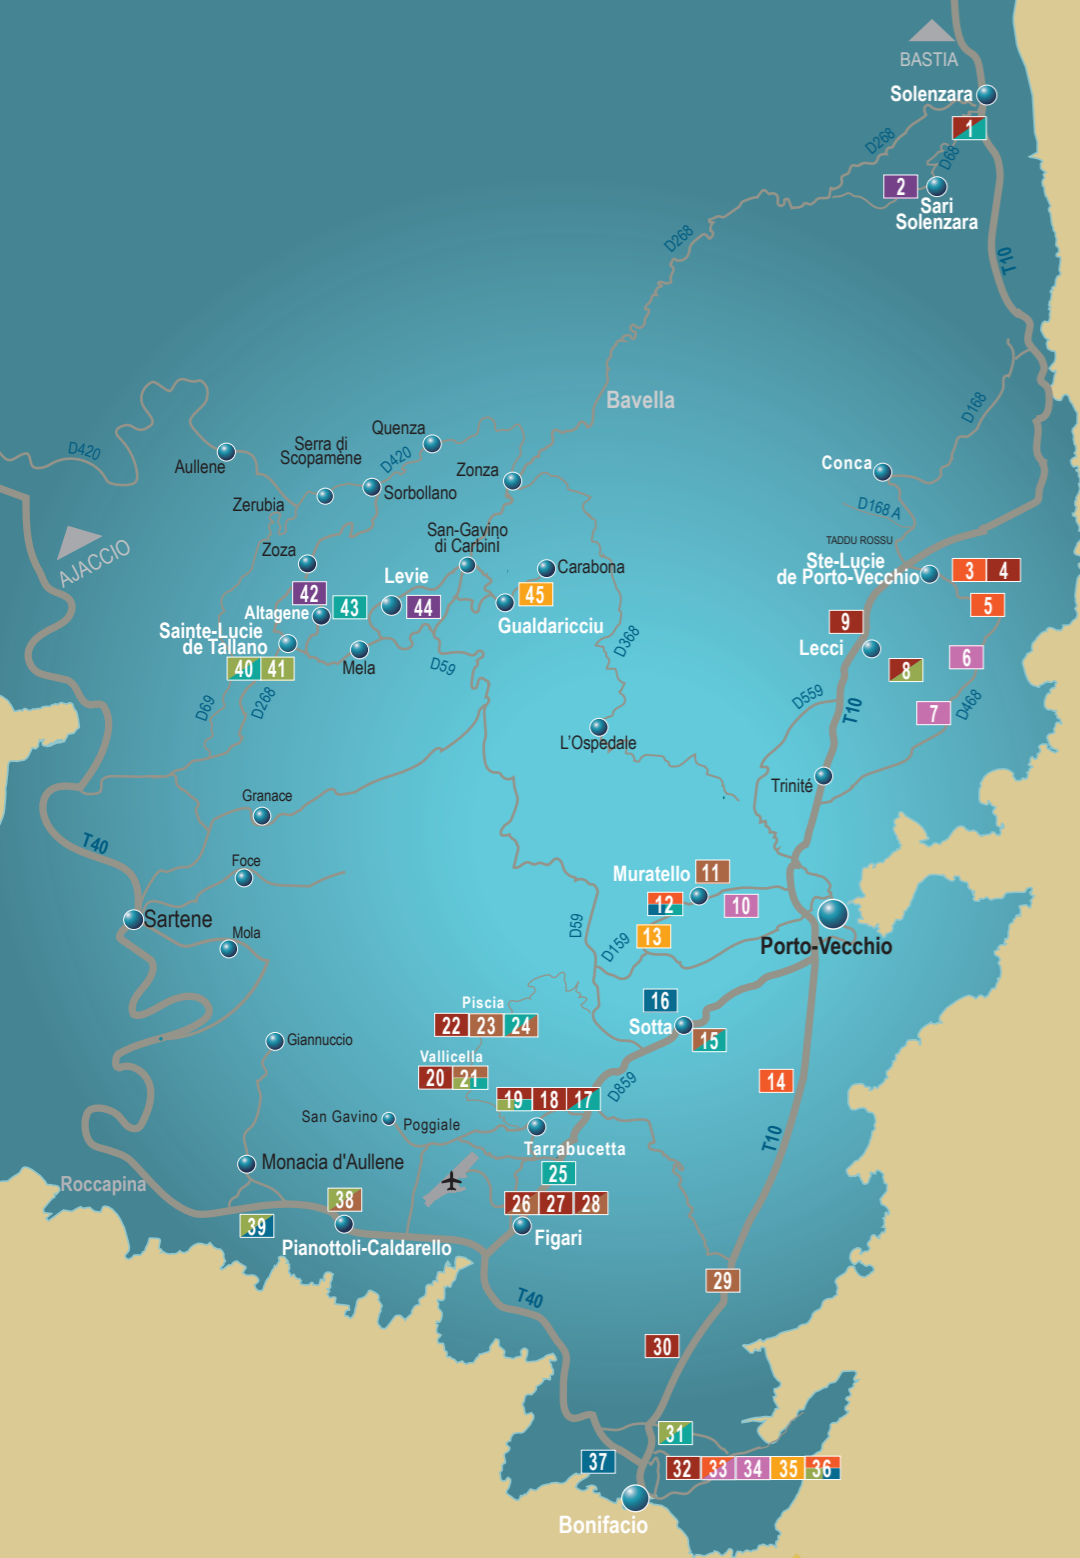 BASTIA
Solenzara
1
D268
D68
2
Sari
Solenzara
D268
T10
Bavella
D168
D420
Aullene
Serra di
Scopamène
Quenza
D420
Zonza
Sorbollano
Zerubia
Conca
D168 A
TADDU ROSSU
AJACCIO
Zoza
San-Gavino
di Carbini
Carabona
Levie
42
43
44
45
Altagene
Gualdaricciu
Ste-Lucie
de Porto-Vecchio
3
4
5
9
Lecci
8
6
7
D468
Sainte-Lucie
de Tallano
40
41
Mela
D59
D368
D69
D268
D559
T10
L'Ospedale
Trinité
Granace
T40
Foce
Sartene
Mola
Muratello
11
12
10
13
D59
D159
Porto-Vecchio
Piscia
22
23
24
16
Sotta
15
Giannuccio
Vallicella
20
21
D859
14
19
18
17
San Gavino
Poggiale
Tarrabucetta
T10
Monacia d'Aullene
25
Roccapina
38
26
27
28
39
Pianottoli-Caldarello
Figari
29
T40
30
31
37
32
33
34
35
36
Bonifacio